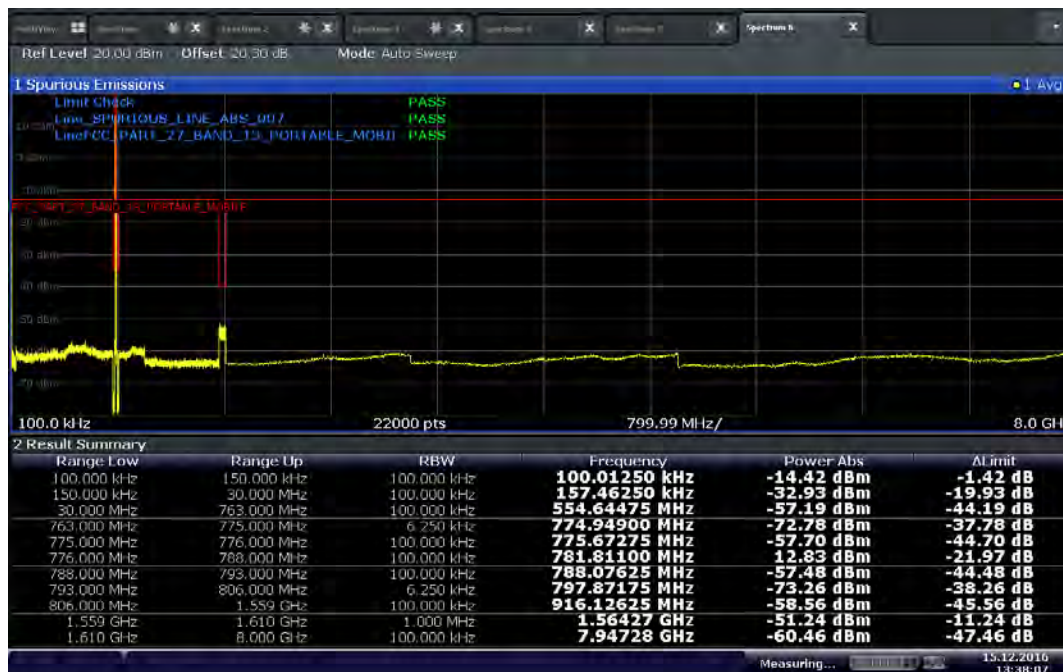 Spectrum 6
Ref Level 20.00 dBm Offset 20.30 dB Mode Auto Sweep
1 Spurious Emissions 1 Avg
Limit Check PASS
Line_SPURIOUS_LINE_ABS_007 PASS
LineFCC_PART_27_BAND_13_PORTABLE_MOBIL PASS
100.0 kHz 22000 pts 799.99 MHz/ 8.0 GH
2 Result Summary
Range Low Range Up RBW Frequency Power Abs ΔLimit
100.000 kHz 150.000 kHz 100.000 kHz 100.01250 kHz -14.42 dBm -1.42 dB
150.000 kHz 30.000 MHz 100.000 kHz 157.46250 kHz -32.93 dBm -19.93 dB
30.000 MHz 763.000 MHz 100.000 kHz 554.64475 MHz -57.19 dBm -44.19 dB
763.000 MHz 775.000 MHz 6.250 kHz 774.94900 MHz -72.78 dBm -37.78 dB
775.000 MHz 776.000 MHz 100.000 kHz 775.67275 MHz -57.70 dBm -44.70 dB
776.000 MHz 788.000 MHz 100.000 kHz 781.81100 MHz 12.83 dBm -21.97 dB
788.000 MHz 793.000 MHz 100.000 kHz 788.07625 MHz -57.48 dBm -44.48 dB
793.000 MHz 806.000 MHz 6.250 kHz 797.87175 MHz -73.26 dBm -38.26 dB
806.000 MHz 1.559 GHz 100.000 kHz 916.12625 MHz -58.56 dBm -45.56 dB
1.559 GHz 1.610 GHz 1.000 MHz 1.56427 GHz -51.24 dBm -11.24 dB
1.610 GHz 8.000 GHz 100.000 kHz 7.94728 GHz -60.46 dBm -47.46 dB
Measuring... 15.12.2016
13:38:07